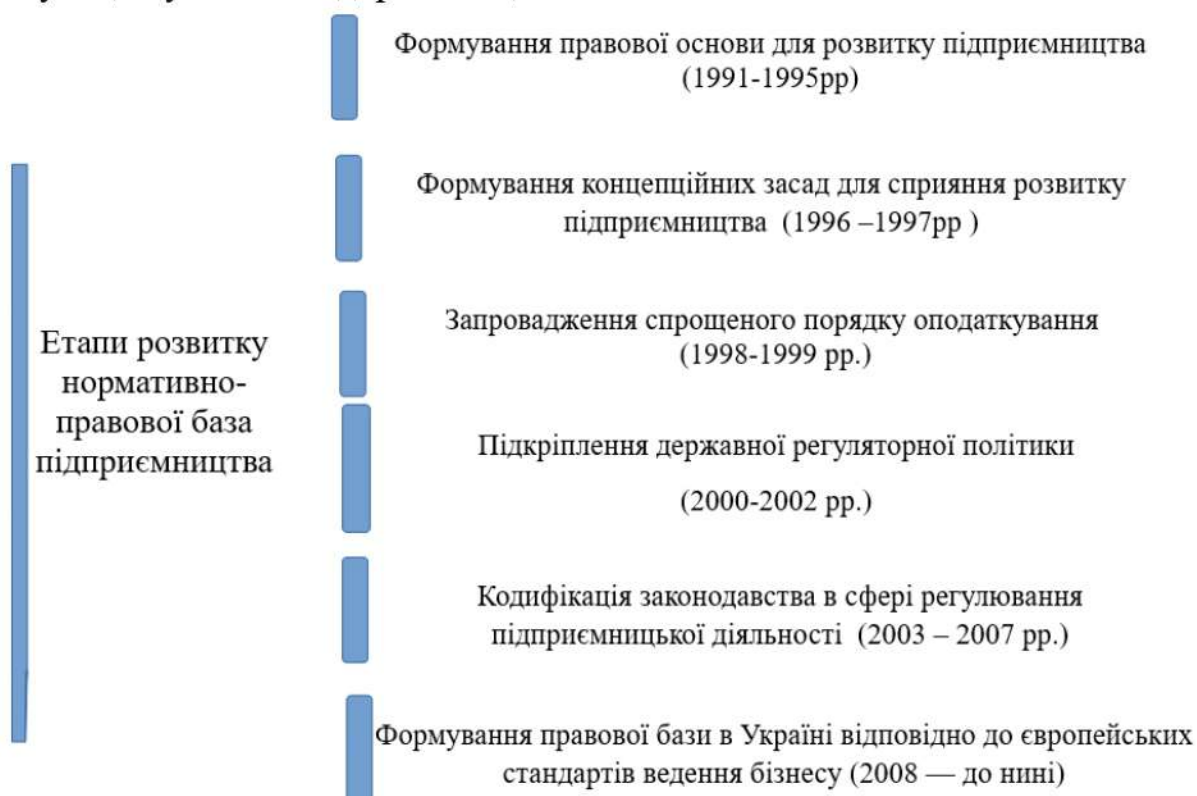 Формування правової основи для розвитку підприємництва
(1991-1995рр)
Формування концепційних засад для сприяння розвитку
підприємництва (1996 –1997рр )
Запровадження спрощеного порядку оподаткування
(1998-1999 рр.)
Етапи розвитку
нормативно-
правової база
підприємництва
Підкріплення державної регуляторної політики
(2000-2002 рр.)
Кодифікація законодавства в сфері регулювання
підприємницької діяльності (2003 – 2007 рр.)
Формування правової бази в Україні відповідно до європейських
стандартів ведення бізнесу (2008 — до нині)